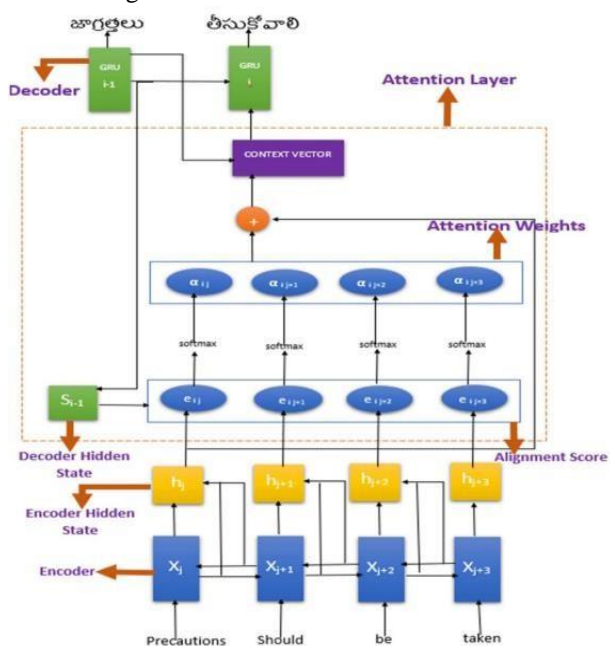 జాగ్రత్తలు తీసుకోవాలి
GRU i-1
GRU i
Decoder
Attention Layer
CONTEXT VECTOR
+
Attention Weights
α i j α i j+1 α i j+2 α i j+3
softmax softmax softmax softmax
S i-1
e i j e i j+1 e i j+2 e i j+3
Decoder Hidden
State
Alignment Score
h j h j+1 h j+2 h j+3
Encoder Hidden
State
X j X j+1 X j+2 X j+3
Encoder
Precautions Should be taken